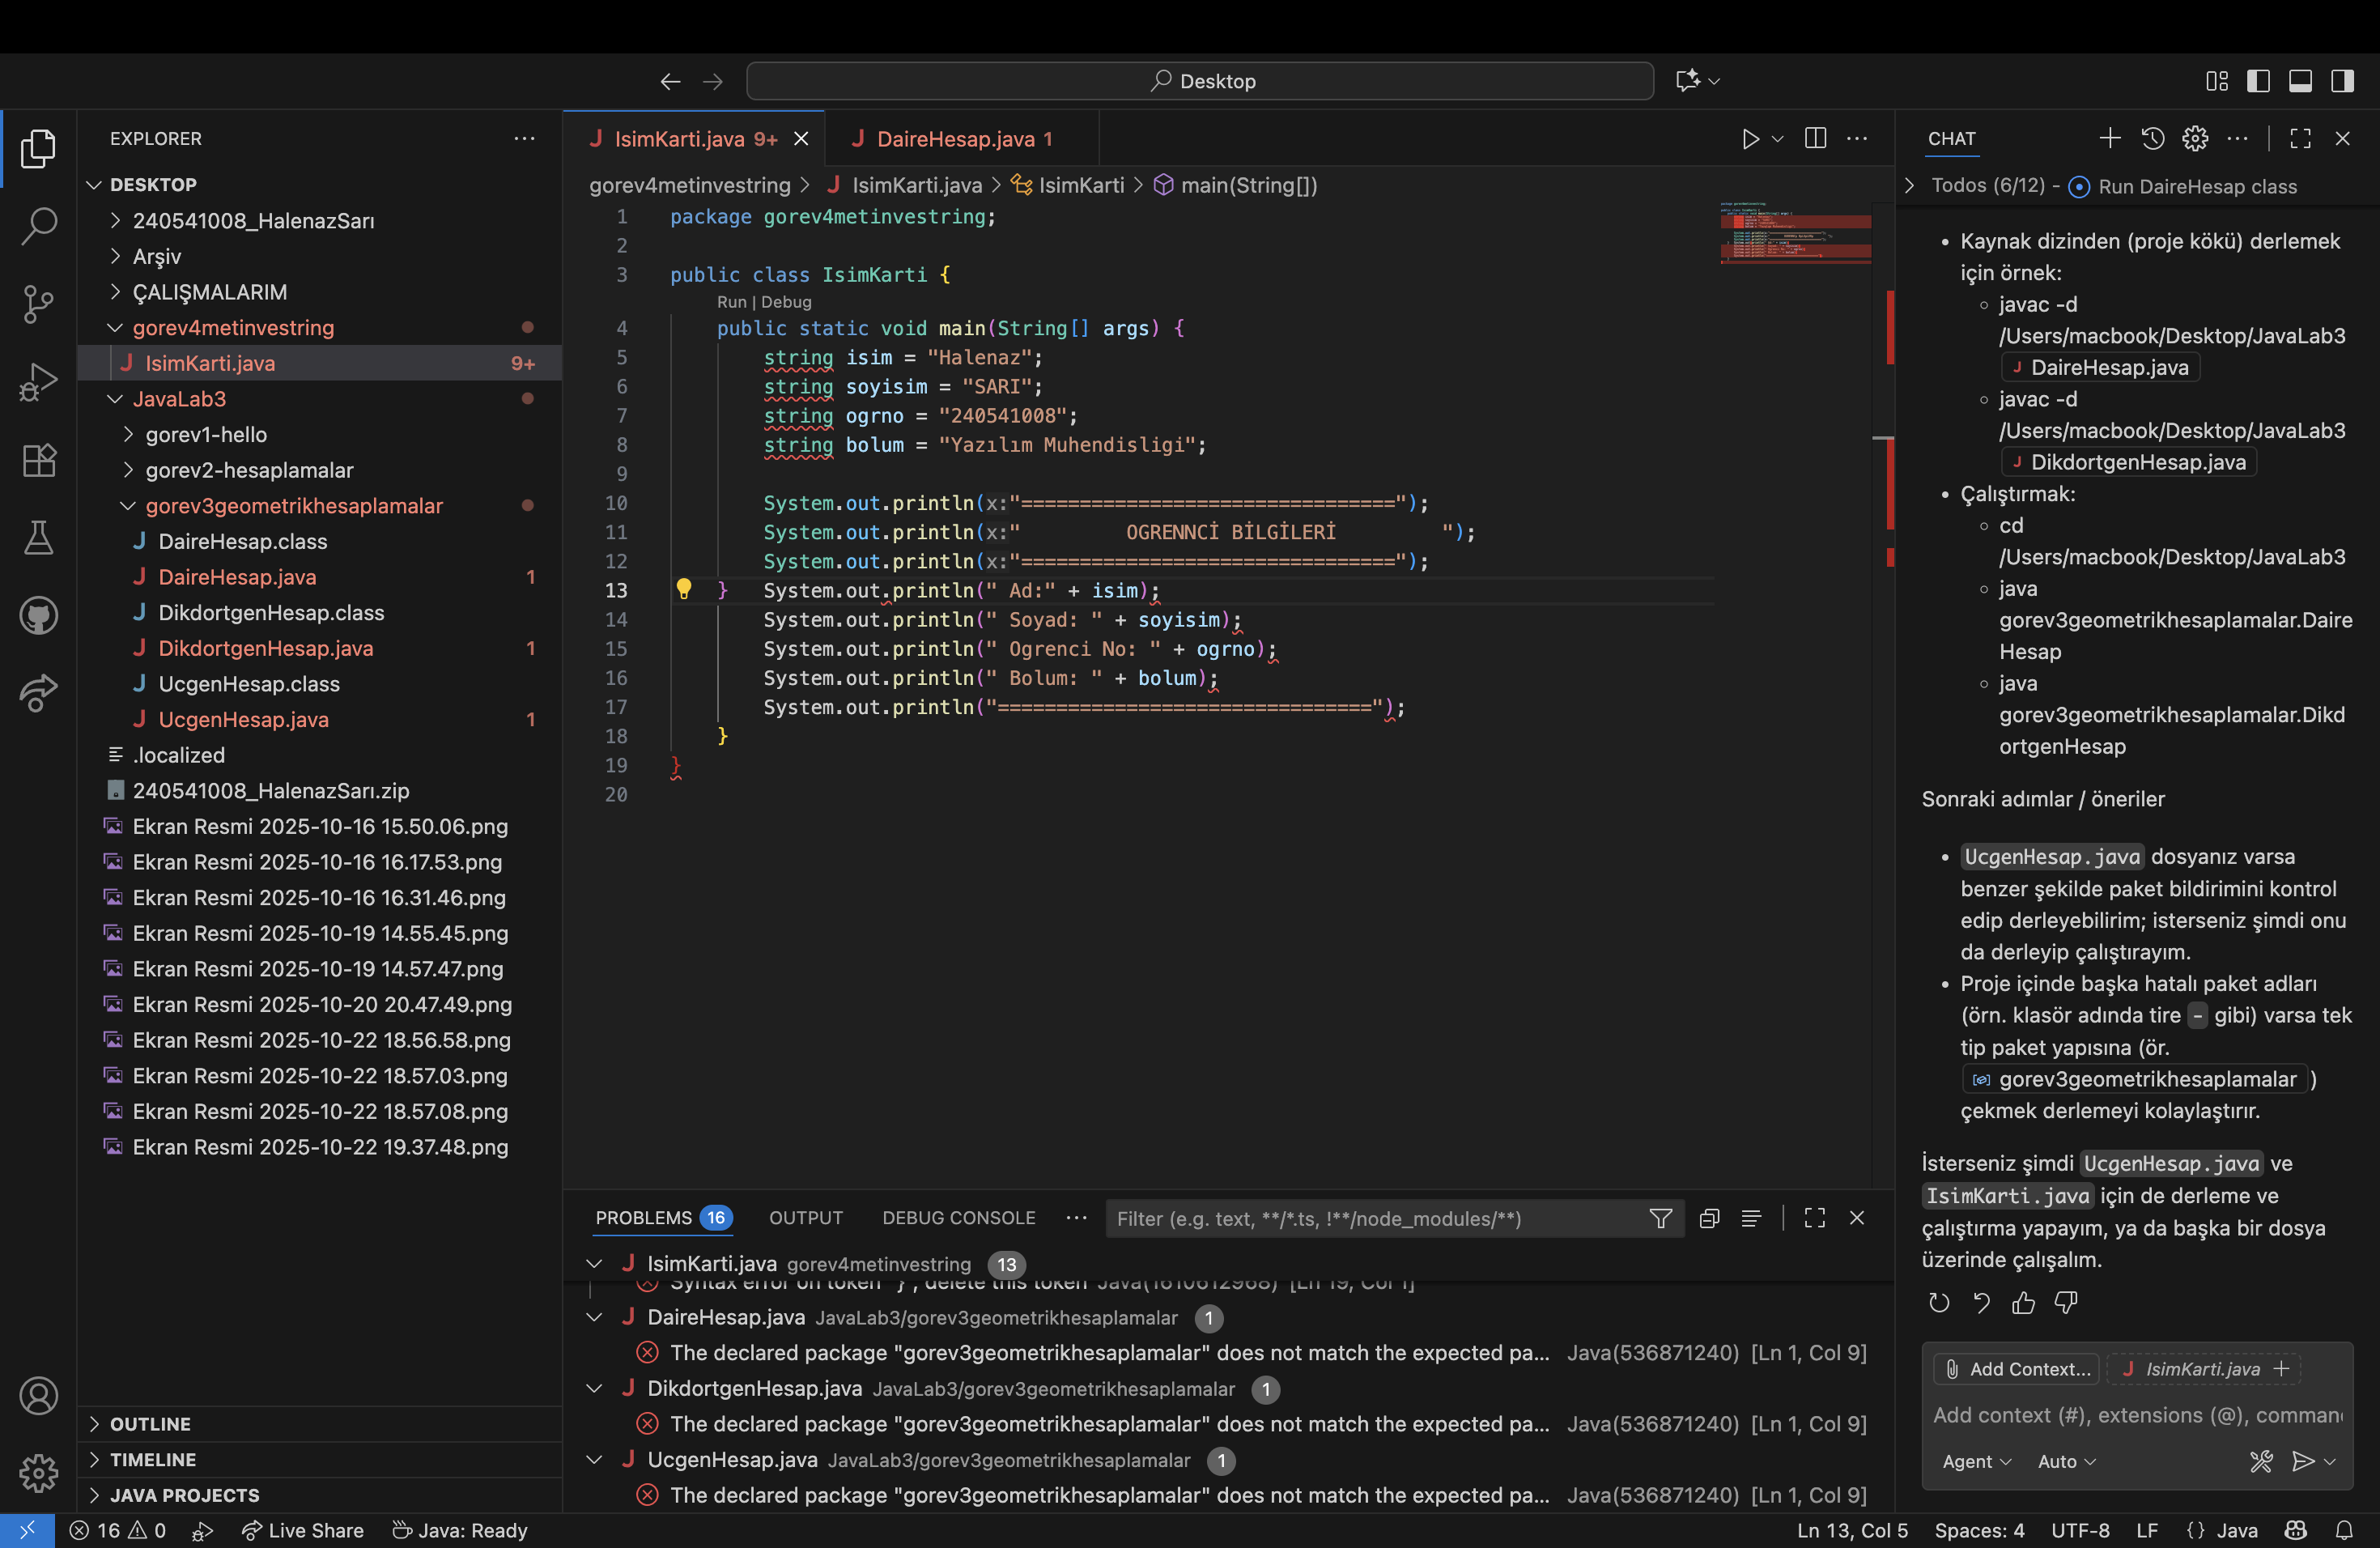 Desktop
EXPLORER
DESKTOP
240541008_HalenazSarı
Arşiv
ÇALIŞMALARIM
gorev4metinvestring
IsimKarti.java 9+
JavaLab3
gorev1-hello
gorev2-hesaplamalar
gorev3geometrikhesaplamalar
DaireHesap.class
DaireHesap.java 1
DikdortgenHesap.class
DikdortgenHesap.java 1
UcgenHesap.class
UcgenHesap.java 1
.localized
240541008_HalenazSarı.zip
Ekran Resmi 2025-10-16 15.50.06.png
Ekran Resmi 2025-10-16 16.17.53.png
Ekran Resmi 2025-10-16 16.31.46.png
Ekran Resmi 2025-10-19 14.55.45.png
Ekran Resmi 2025-10-19 14.57.47.png
Ekran Resmi 2025-10-20 20.47.49.png
Ekran Resmi 2025-10-22 18.56.58.png
Ekran Resmi 2025-10-22 18.57.03.png
Ekran Resmi 2025-10-22 18.57.08.png
Ekran Resmi 2025-10-22 19.37.48.png
OUTLINE
TIMELINE
JAVA PROJECTS
IsimKarti.java 9+
DaireHesap.java 1
gorev4metinvestring > IsimKarti.java > IsimKarti > main(String[])
1 package gorev4metinvestring;
2
3 public class IsimKarti {
Run | Debug
4 public static void main(String[] args) {
5 string isim = "Halenaz";
6 string soyisim = "SARI";
7 string ogrno = "240541008";
8 string bolum = "Yazılım Muhendisligi";
9
10 System.out.println(x:"================================");
11 System.out.println(x:"         OGRENNCİ BİLGİLERİ         ");
12 System.out.println(x:"================================");
13 } System.out.println(" Ad:" + isim);
14 System.out.println(" Soyad: " + soyisim);
15 System.out.println(" Ogrenci No: " + ogrno);
16 System.out.println(" Bolum: " + bolum);
17 System.out.println("================================");
18 }
19 }
20
PROBLEMS 16 OUTPUT DEBUG CONSOLE
Filter (e.g. text, **/*.ts, !**/node_modules/**)
IsimKarti.java gorev4metinvestring 13
Syntax error on token "}", delete this token Java(1610612968) [Ln 19, Col 1]
DaireHesap.java JavaLab3/gorev3geometrikhesaplamalar 1
The declared package "gorev3geometrikhesaplamalar" does not match the expected pa... Java(536871240) [Ln 1, Col 9]
DikdortgenHesap.java JavaLab3/gorev3geometrikhesaplamalar 1
The declared package "gorev3geometrikhesaplamalar" does not match the expected pa... Java(536871240) [Ln 1, Col 9]
UcgenHesap.java JavaLab3/gorev3geometrikhesaplamalar 1
The declared package "gorev3geometrikhesaplamalar" does not match the expected pa... Java(536871240) [Ln 1, Col 9]
CHAT
Todos (6/12) - Run DaireHesap class
• Kaynak dizinden (proje kökü) derlemek
için örnek:
javac -d
/Users/macbook/Desktop/JavaLab3
DaireHesap.java
javac -d
/Users/macbook/Desktop/JavaLab3
DikdortgenHesap.java
• Çalıştırmak:
cd
/Users/macbook/Desktop/JavaLab3
java
gorev3geometrikhesaplamalar.Daire
Hesap
java
gorev3geometrikhesaplamalar.Dikd
ortgenHesap
Sonraki adımlar / öneriler
• UcgenHesap.java dosyanız varsa
benzer şekilde paket bildirimini kontrol
edip derleyebilirim; isterseniz şimdi onu
da derleyip çalıştırayım.
• Proje içinde başka hatalı paket adları
(örn. klasör adında tire - gibi) varsa tek
tip paket yapısına (ör.
gorev3geometrikhesaplamalar )
çekmek derlemeyi kolaylaştırır.
İsterseniz şimdi UcgenHesap.java ve
IsimKarti.java için de derleme ve
çalıştırma yapayım, ya da başka bir dosya
üzerinde çalışalım.
Add Context... IsimKarti.java +
Add context (#), extensions (@), comman
Agent Auto
16 0 Live Share Java: Ready
Ln 13, Col 5 Spaces: 4 UTF-8 LF {} Java